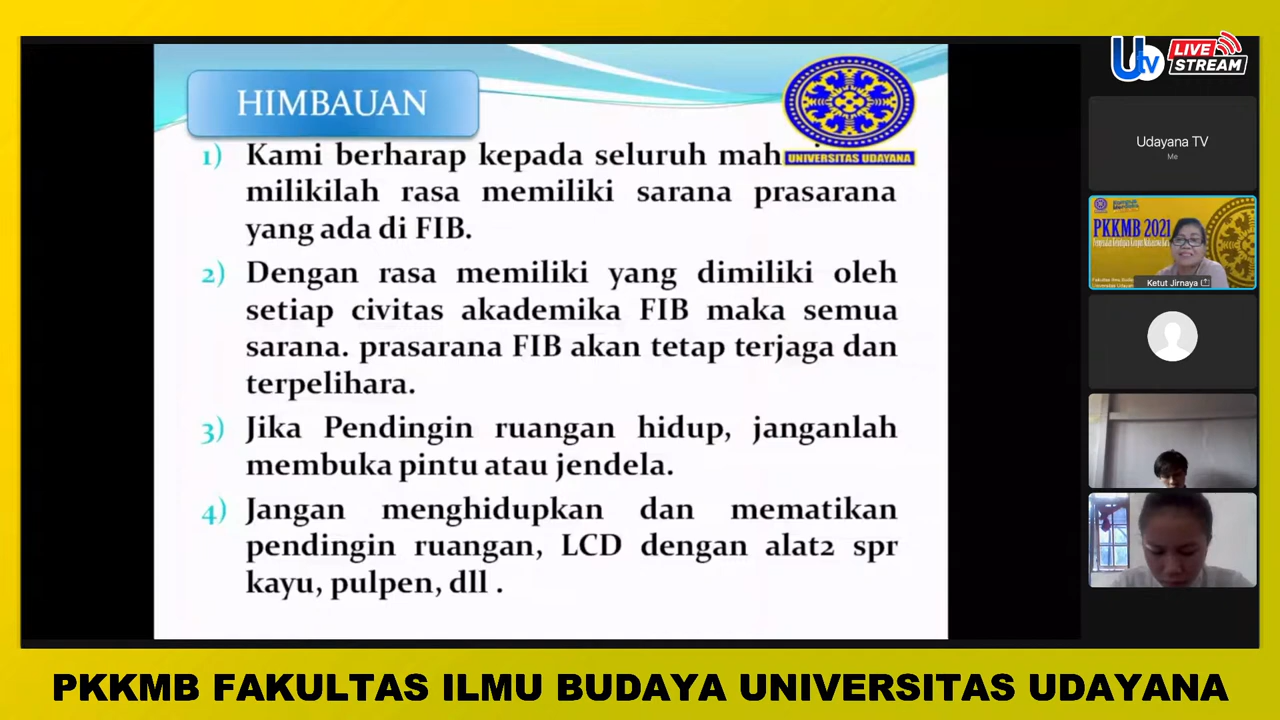 U tv LIVE STREAM
HIMBAUAN
UNIVERSITAS UDAYANA
1) Kami berharap kepada seluruh
milikilah rasa memiliki sarana prasarana
yang ada di FIB.
2) Dengan rasa memiliki yang dimiliki oleh
setiap civitas akademika FIB maka semua
sarana. prasarana FIB akan tetap terjaga dan
terpelihara.
3) Jika Pendingin ruangan hidup, janganlah
membuka pintu atau jendela.
4) Jangan menghidupkan dan mematikan
pendingin ruangan, LCD dengan alat2 spr
kayu, pulpen, dll .
Udayana TV
Me
PKKMB 2021
Ketut Jirnaya
PKKMB FAKULTAS ILMU BUDAYA UNIVERSITAS UDAYANA